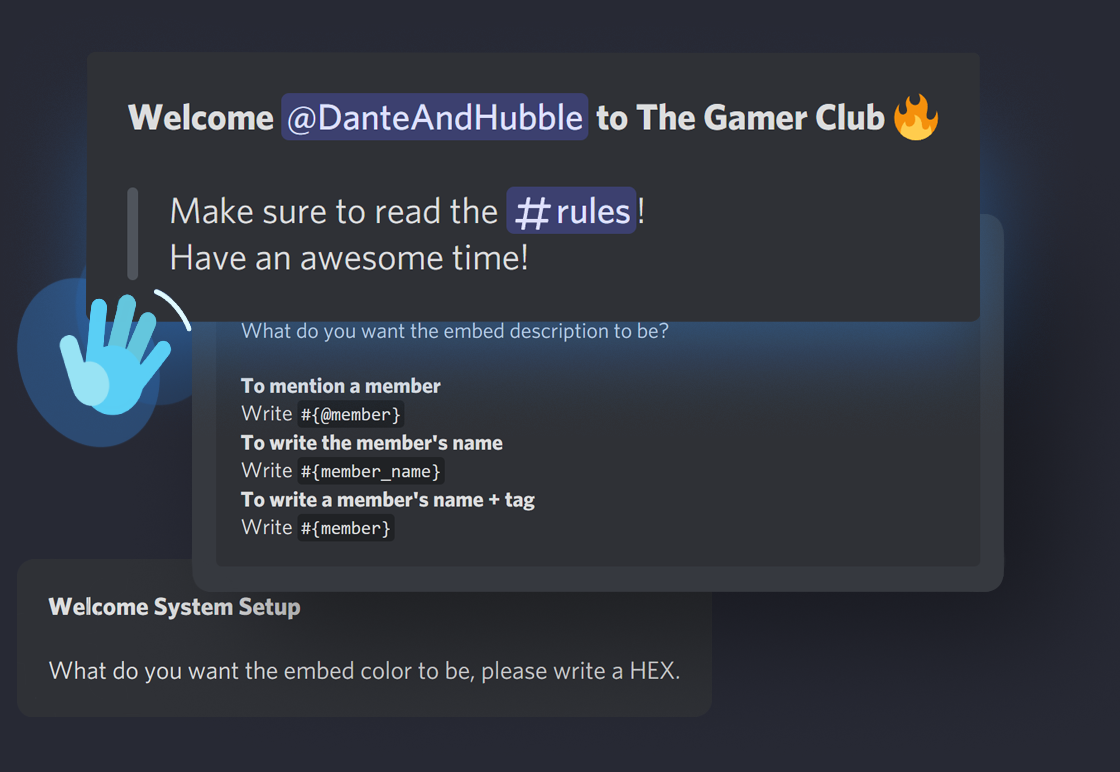 Welcome @DanteAndHubble to The Gamer Club 🔥
Make sure to read the #rules!
Have an awesome time!
What do you want the embed description to be?
To mention a member
Write #{@member}
To write the member's name
Write #{member_name}
To write a member's name + tag
Write #{member}
Welcome System Setup
What do you want the embed color to be, please write a HEX.